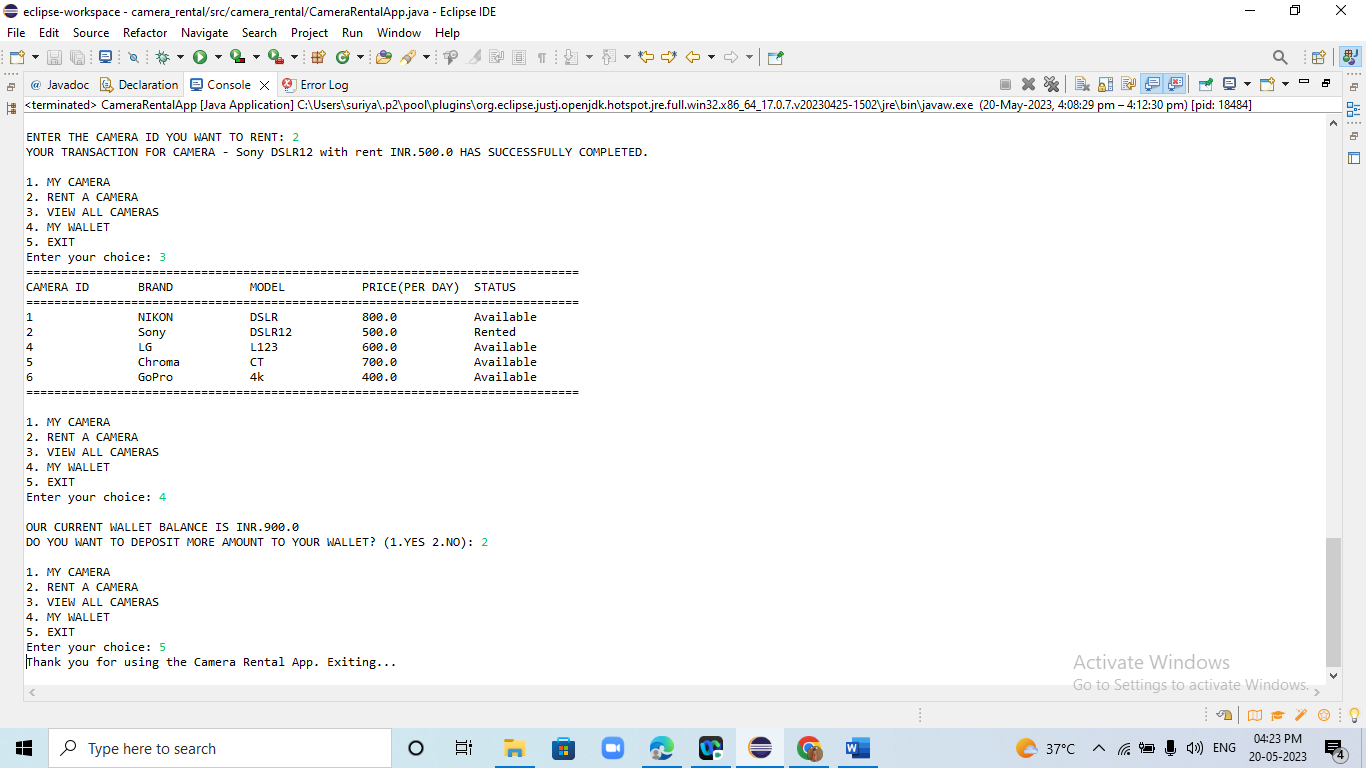 eclipse-workspace - camera_rental/src/camera_rental/CameraRentalApp.java - Eclipse IDE
File Edit Source Refactor Navigate Search Project Run Window Help
@ Javadoc Declaration Console Error Log
<terminated> CameraRentalApp [Java Application] C:\Users\suriya\.p2\pool\plugins\org.eclipse.justj.openjdk.hotspot.jre.full.win32.x86_64_17.0.7.v20230425-1502\jre\bin\javaw.exe (20-May-2023, 4:08:29 pm – 4:12:30 pm) [pid: 18484]
ENTER THE CAMERA ID YOU WANT TO RENT: 2
YOUR TRANSACTION FOR CAMERA - Sony DSLR12 with rent INR.500.0 HAS SUCCESSFULLY COMPLETED.
1. MY CAMERA
2. RENT A CAMERA
3. VIEW ALL CAMERAS
4. MY WALLET
5. EXIT
Enter your choice: 3
===============================================================================
CAMERA ID BRAND MODEL PRICE(PER DAY) STATUS
===============================================================================
1 NIKON DSLR 800.0 Available
2 Sony DSLR12 500.0 Rented
4 LG L123 600.0 Available
5 Chroma CT 700.0 Available
6 GoPro 4k 400.0 Available
===============================================================================
1. MY CAMERA
2. RENT A CAMERA
3. VIEW ALL CAMERAS
4. MY WALLET
5. EXIT
Enter your choice: 4
OUR CURRENT WALLET BALANCE IS INR.900.0
DO YOU WANT TO DEPOSIT MORE AMOUNT TO YOUR WALLET? (1.YES 2.NO): 2
1. MY CAMERA
2. RENT A CAMERA
3. VIEW ALL CAMERAS
4. MY WALLET
5. EXIT
Enter your choice: 5
Thank you for using the Camera Rental App. Exiting...
Activate Windows
Go to Settings to activate Windows.
Type here to search
37°C
ENG
04:23 PM
20-05-2023
4